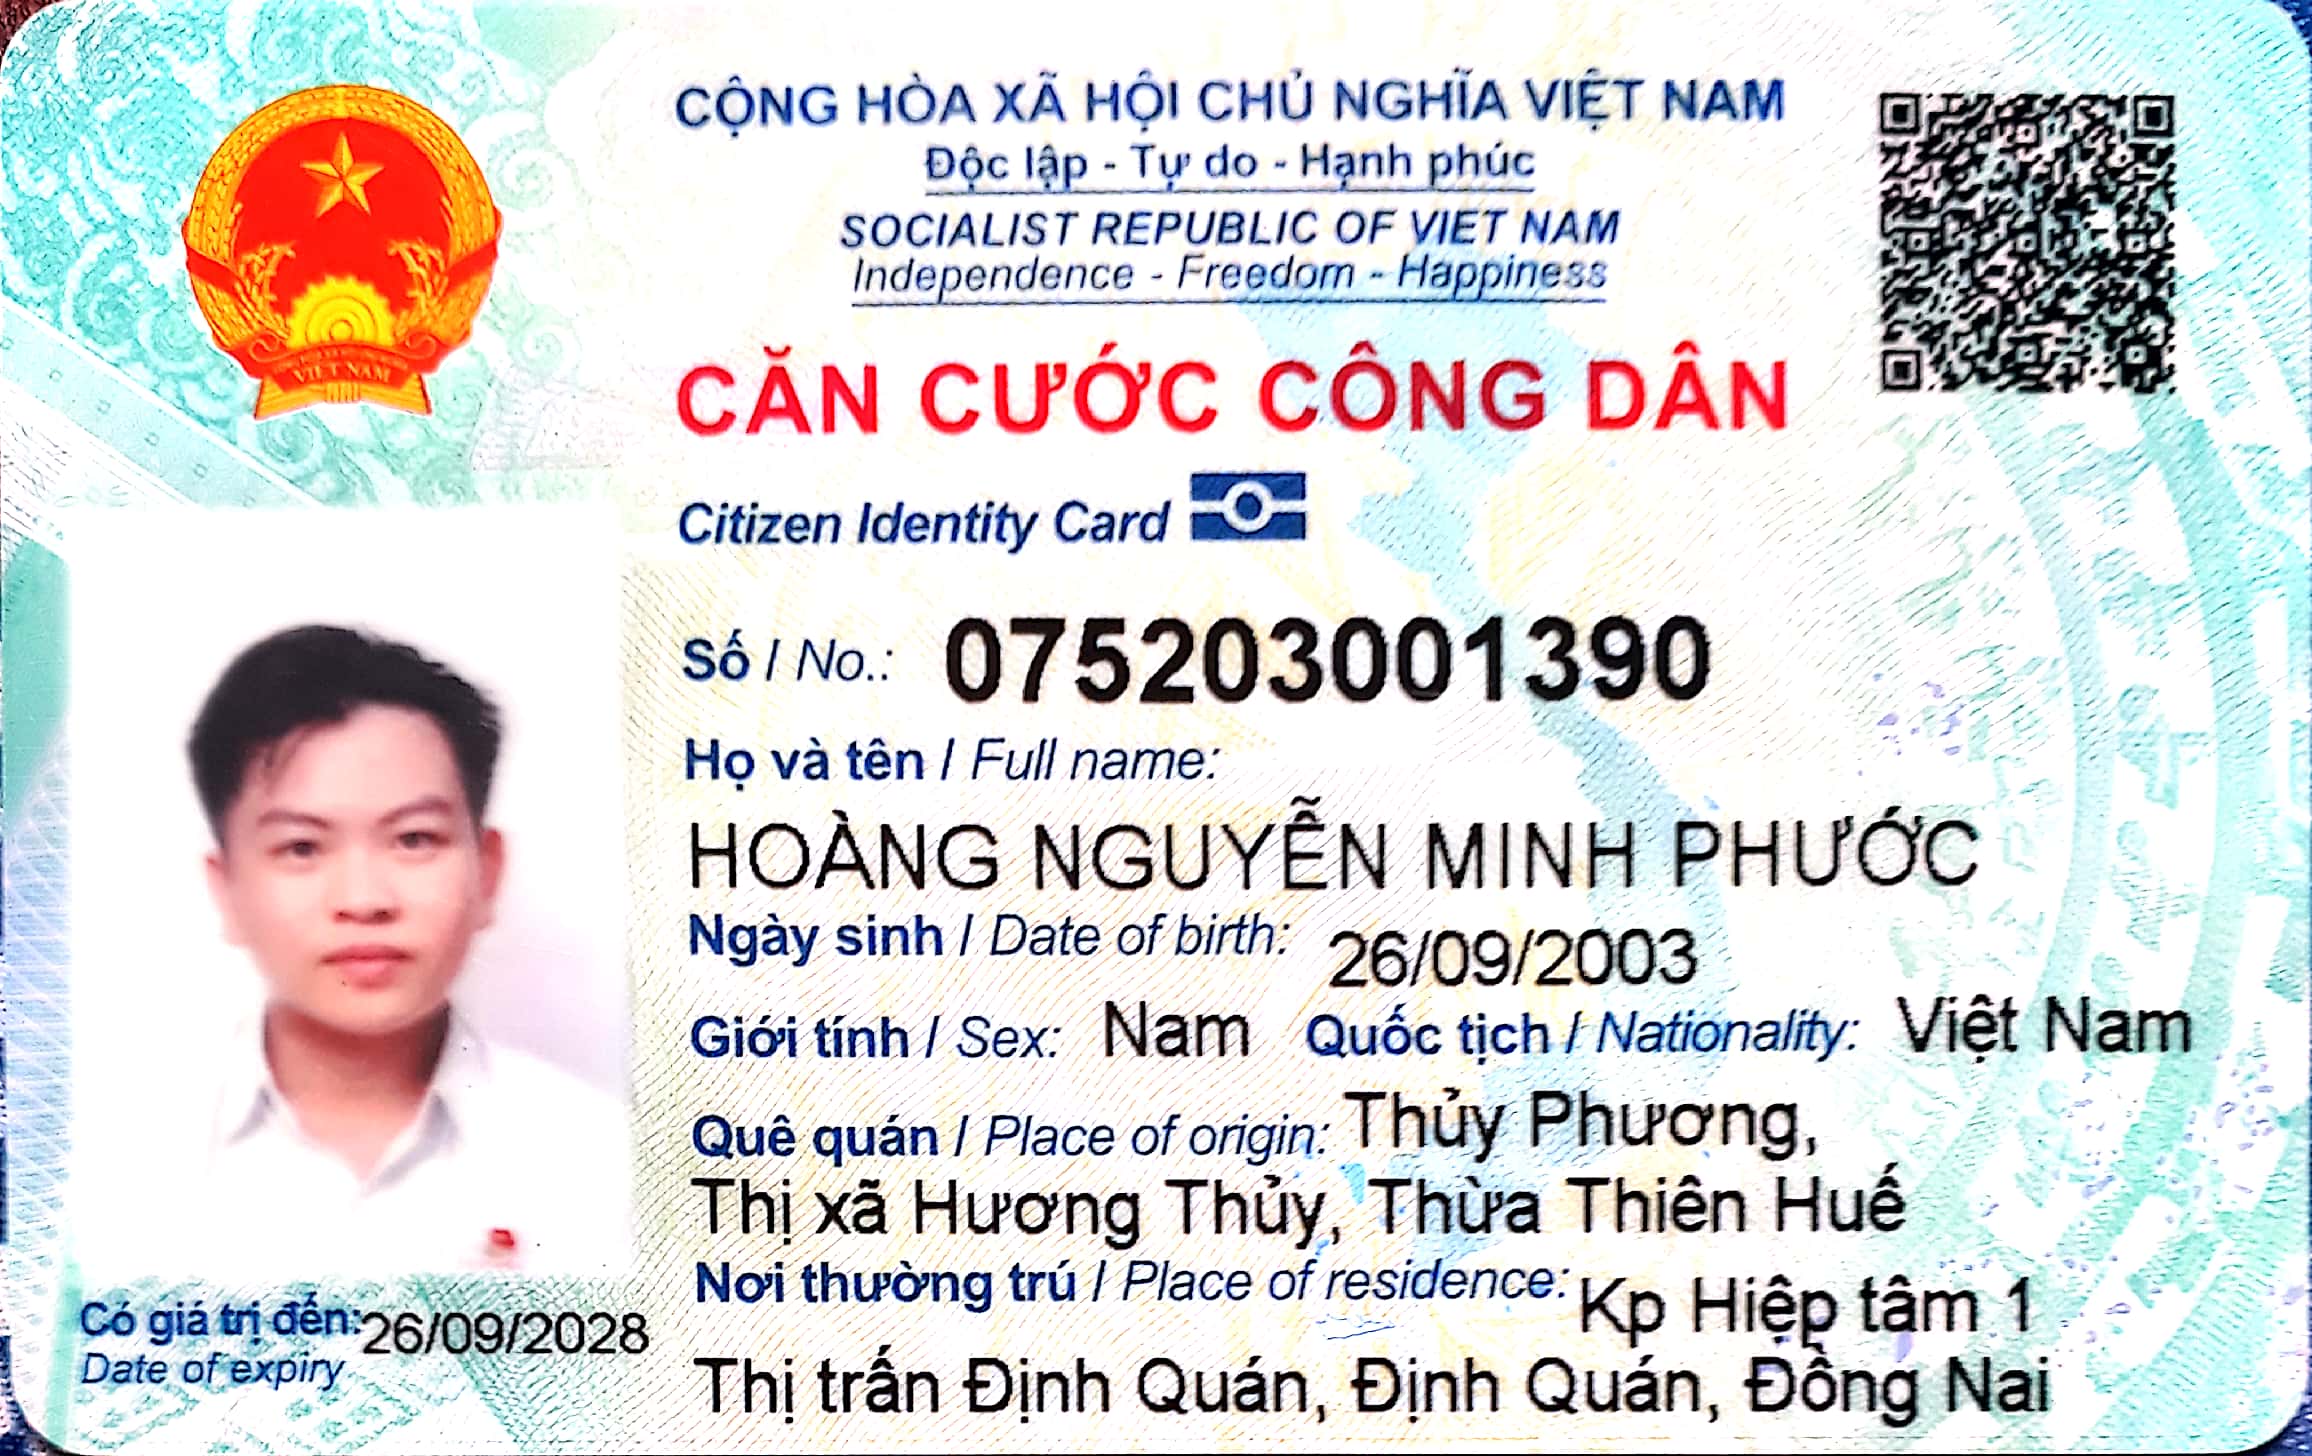 CỘNG HÒA XÃ HỘI CHỦ NGHĨA VIỆT NAM
Độc lập - Tự do - Hạnh phúc
SOCIALIST REPUBLIC OF VIET NAM
Independence - Freedom - Happiness
VIỆT NAM
CĂN CƯỚC CÔNG DÂN
Citizen Identity Card
Số / No.: 075203001390
Họ và tên / Full name:
HOÀNG NGUYỄN MINH PHƯỚC
Ngày sinh / Date of birth: 26/09/2003
Giới tính / Sex: Nam Quốc tịch / Nationality: Việt Nam
Quê quán / Place of origin: Thủy Phương,
Thị xã Hương Thủy, Thừa Thiên Huế
Nơi thường trú / Place of residence: Kp Hiệp tâm 1
Thị trấn Định Quán, Định Quán, Đồng Nai
Có giá trị đến: 26/09/2028
Date of expiry